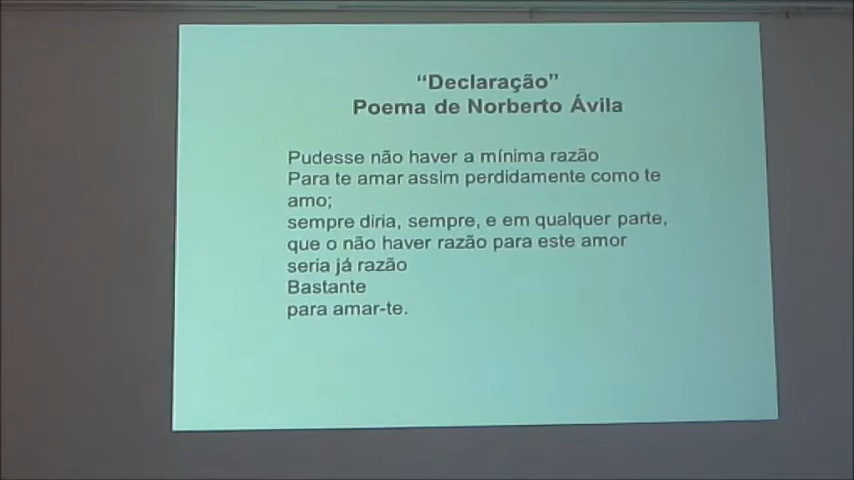 “Declaração”
Poema de Norberto Ávila
Pudesse não haver a mínima razão
Para te amar assim perdidamente como te
amo;
sempre diria, sempre, e em qualquer parte,
que o não haver razão para este amor
seria já razão
Bastante
para amar-te.